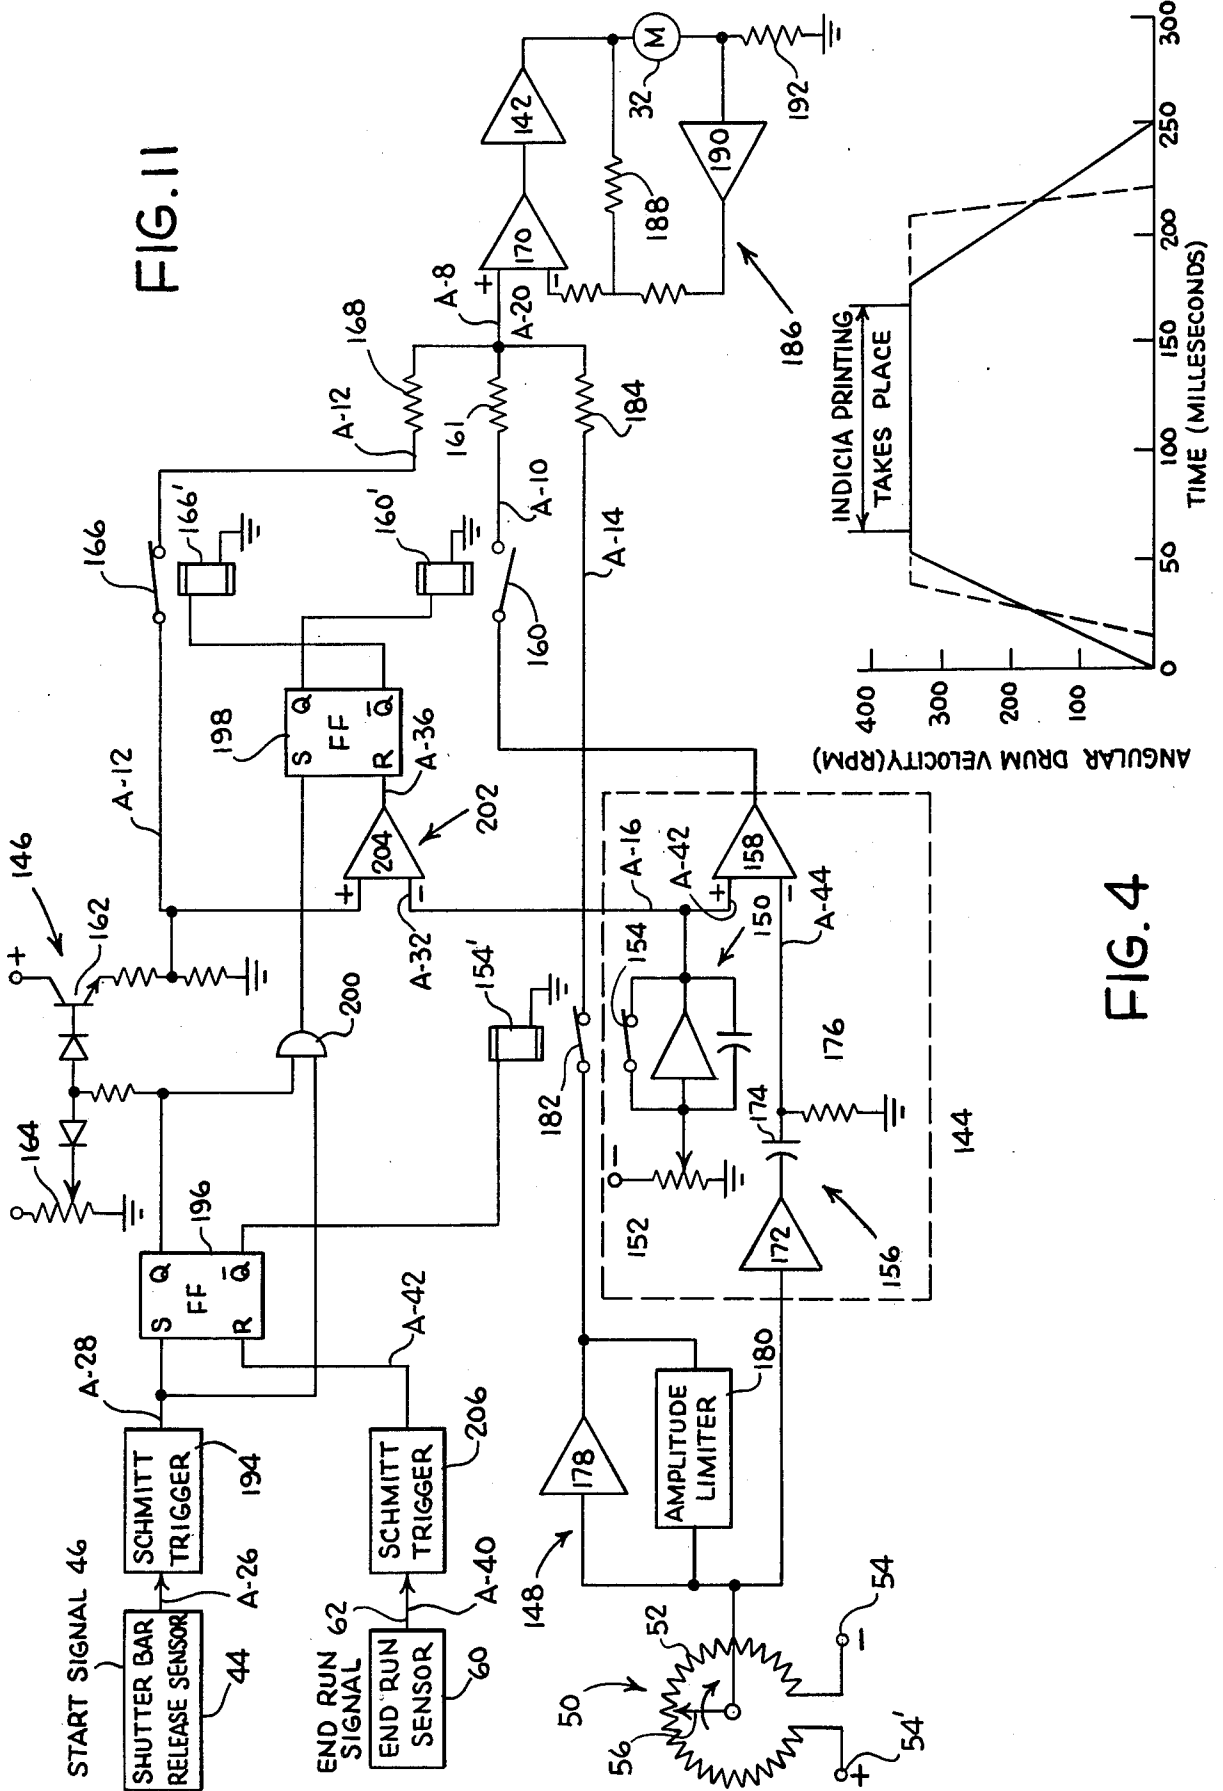 FIG. 11
START SIGNAL 46
SHUTTER BAR
RELEASE SENSOR
44
A-26
SCHMITT
TRIGGER
194
A-28
S
Q
FF
R
Q̅
196
164
+
146
162
200
A-12
166
166'
A-12
168
END RUN
SIGNAL
62
END RUN
SENSOR
60
A-40
SCHMITT
TRIGGER
206
A-42
154'
A-32
+
-
204
202
A-36
198
S
Q
FF
R
Q̅
160'
160
A-10
161
A-8
A-20
+
-
170
142
M
32
188
190
192
186
148
178
AMPLITUDE
LIMITER
180
182
A-14
184
50
52
56
54
-
54'
+
152
-
154
150
A-16
A-42
+
-
158
A-44
174
176
172
156
144
FIG. 4
ANGULAR DRUM VELOCITY(RPM)
400
300
200
100
INDICIA PRINTING
TAKES PLACE
0
50
100
150
200
250
300
TIME (MILLESECONDS)